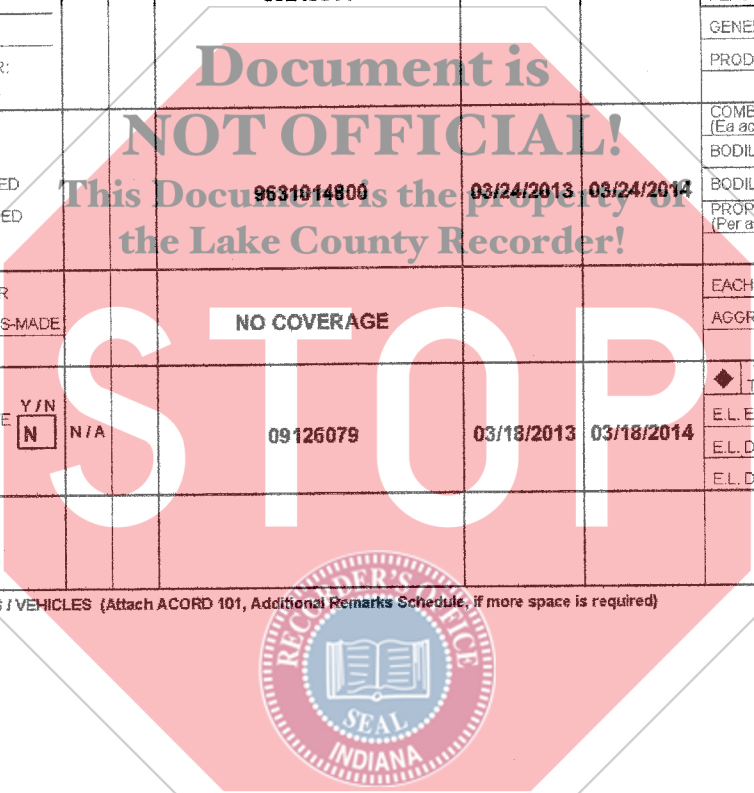 GENE
R:
PROD
Document is
COMB
(Ea ac
NOT OFFICIAL!
BODIL
ED
This Document is the property of
9631014800 03/24/2013 03/24/2014
BODIL
ED
PROP
(Per a
the Lake County Recorder!
R
EACH
S-MADE
NO COVERAGE
AGGR
STOP
E
Y / N
N
N / A
09126079 03/18/2013 03/18/2014
T
E.L. E
E.L. D
E.L. D
S / VEHICLES (Attach ACORD 101, Additional Remarks Schedule, if more space is required)
RECORDER'S OFFICE
SEAL
INDIANA